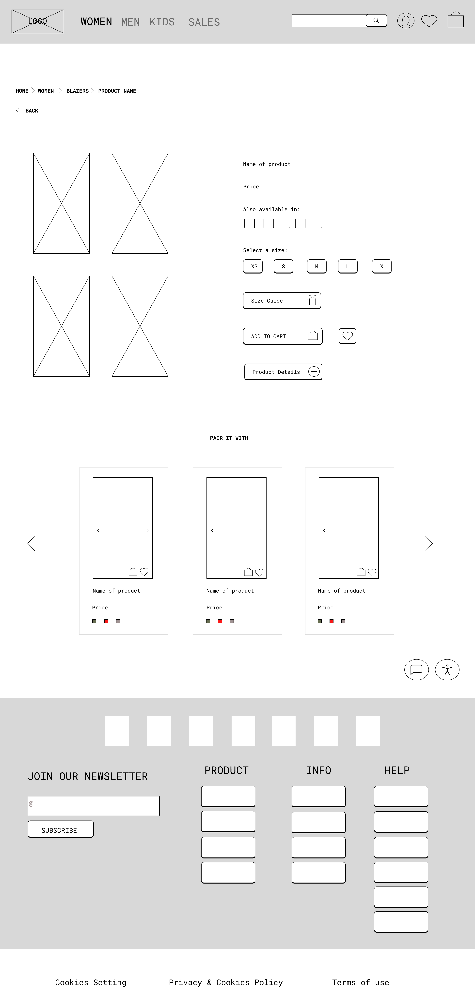 LOGO
WOMEN MEN KIDS SALES
HOME WOMEN BLAZERS PRODUCT NAME
BACK
Name of product
Price
Also available in:
Select a size:
XS S M L XL
Size Guide
ADD TO CART
Product Details
PAIR IT WITH
Name of product Name of product Name of product
Price Price Price
PRODUCT INFO HELP
JOIN OUR NEWSLETTER
@
SUBSCRIBE
Cookies Setting Privacy & Cookies Policy Terms of use